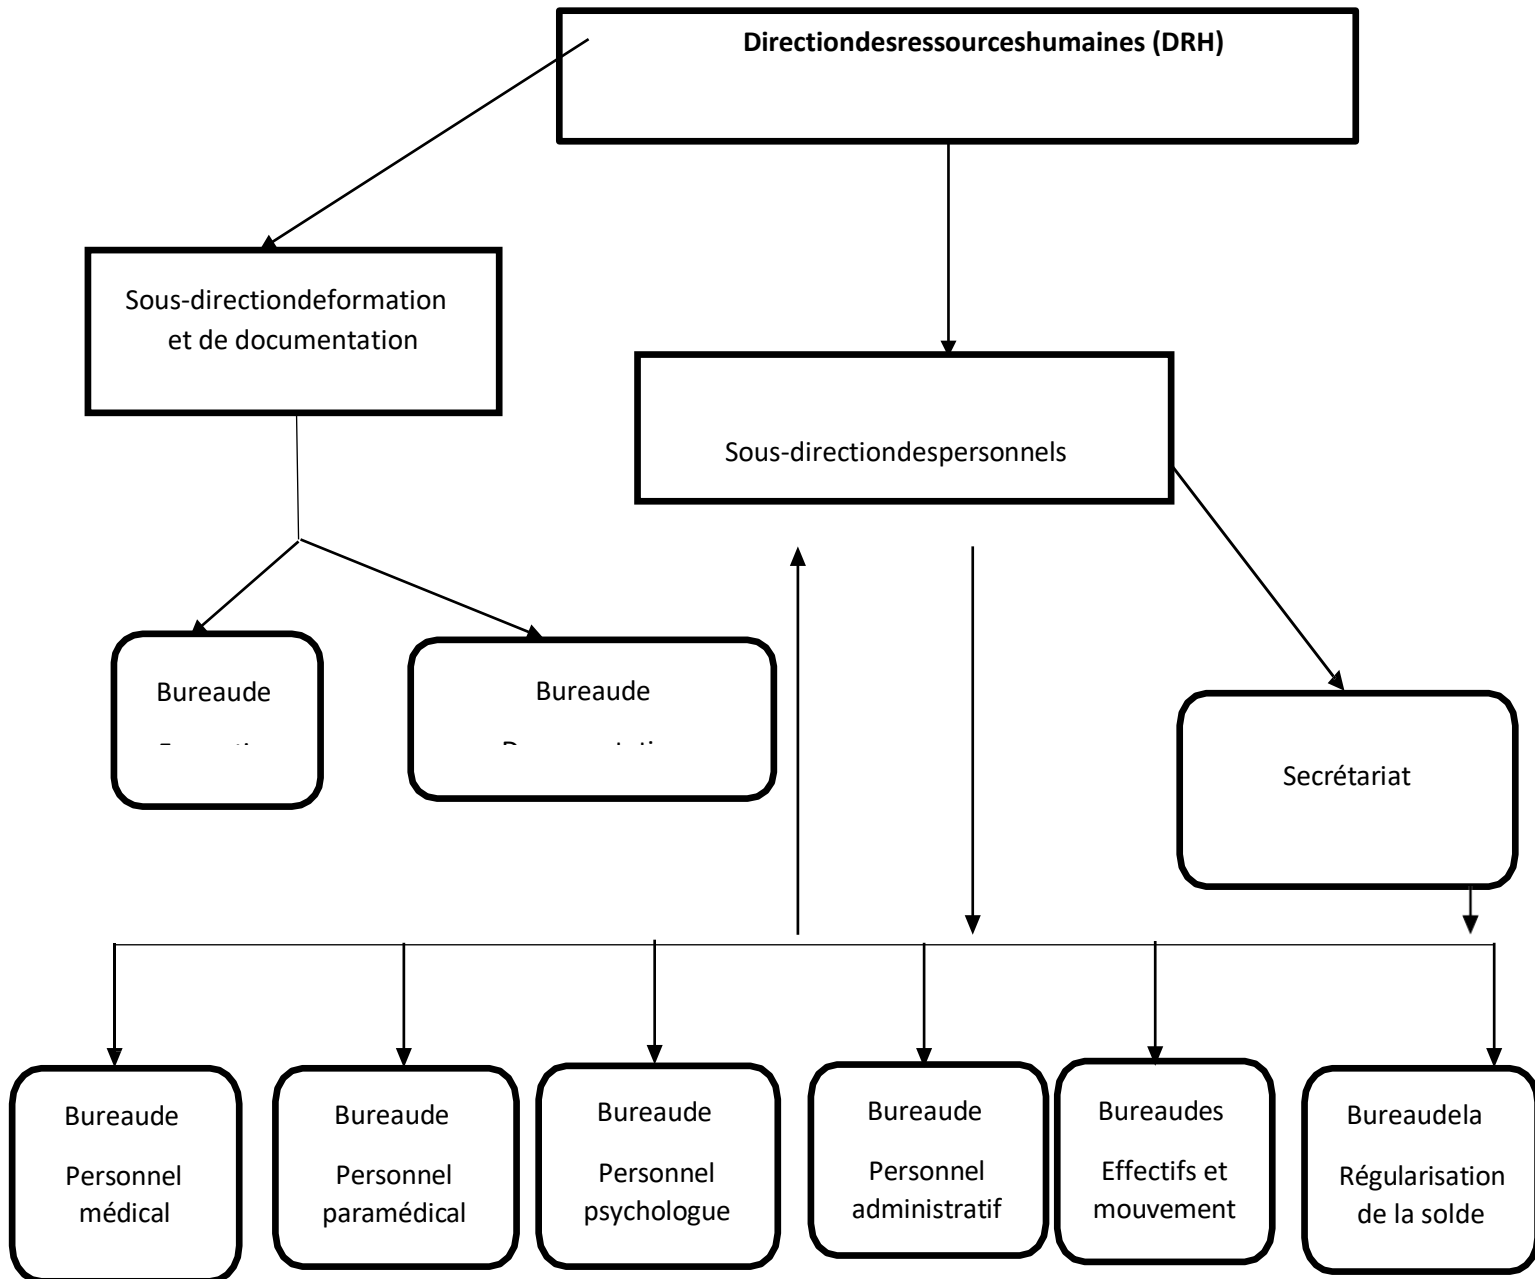 Directiondesressourceshumaines (DRH)
Sous-directiondeformation
et de documentation
Sous-directiondespersonnels
Bureaude
Bureaude
Secrétariat
Bureaude
Personnel
médical
Bureaude
Personnel
paramédical
Bureaude
Personnel
psychologue
Bureaude
Personnel
administratif
Bureaudes
Effectifs et
mouvement
Bureaudela
Régularisation
de la solde